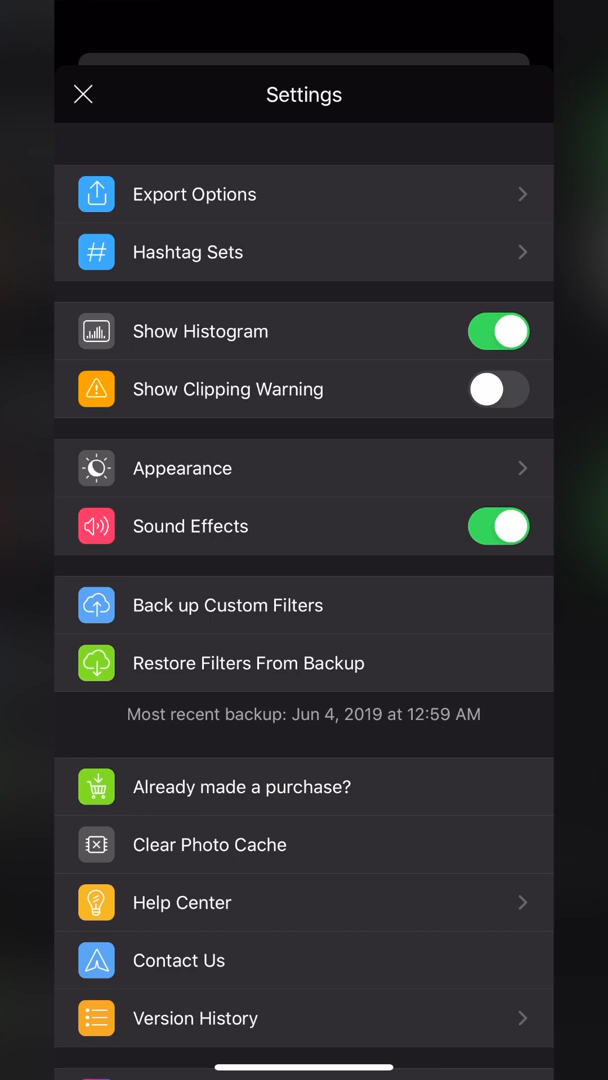 Settings
Export Options
Hashtag Sets
Show Histogram
Show Clipping Warning
Appearance
Sound Effects
Back up Custom Filters
Restore Filters From Backup
Most recent backup: Jun 4, 2019 at 12:59 AM
Already made a purchase?
Clear Photo Cache
Help Center
Contact Us
Version History